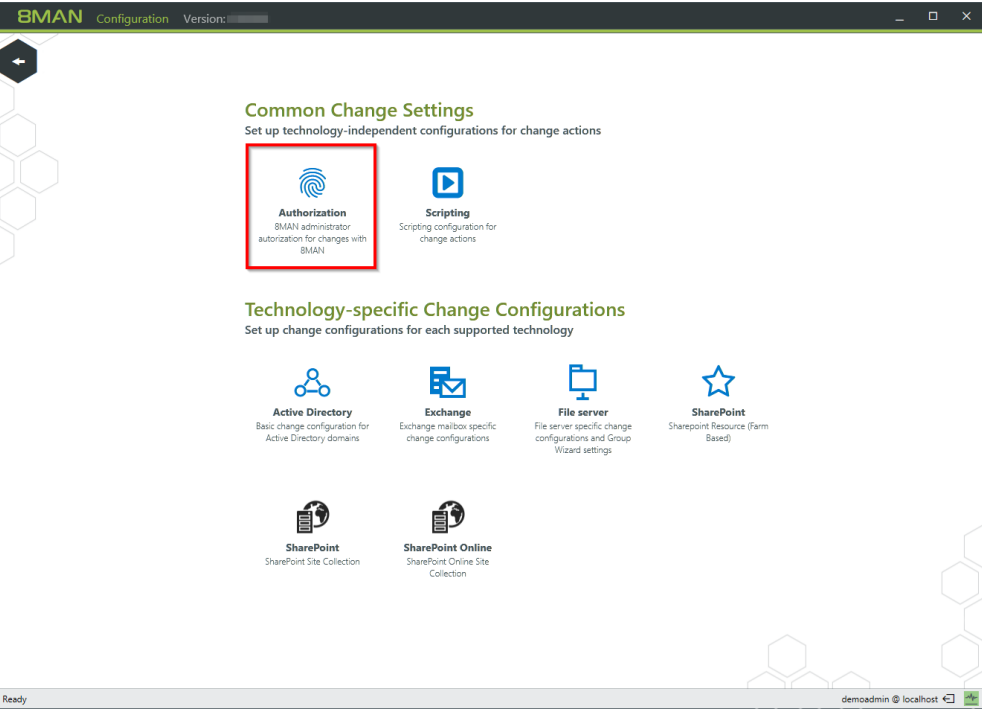 8MAN Configuration Version:
Common Change Settings
Set up technology-independent configurations for change actions
Authorization
8MAN administrator
autorization for changes with
8MAN
Scripting
Scripting configuration for
change actions
Technology-specific Change Configurations
Set up change configurations for each supported technology
Active Directory
Basic change configuration for
Active Directory domains
Exchange
Exchange mailbox specific
change configurations
File server
File server specific change
configurations and Group
Wizard settings
SharePoint
Sharepoint Resource (Farm
Based)
SharePoint
SharePoint Site Collection
SharePoint Online
SharePoint Online Site
Collection
Ready
demoadmin @ localhost